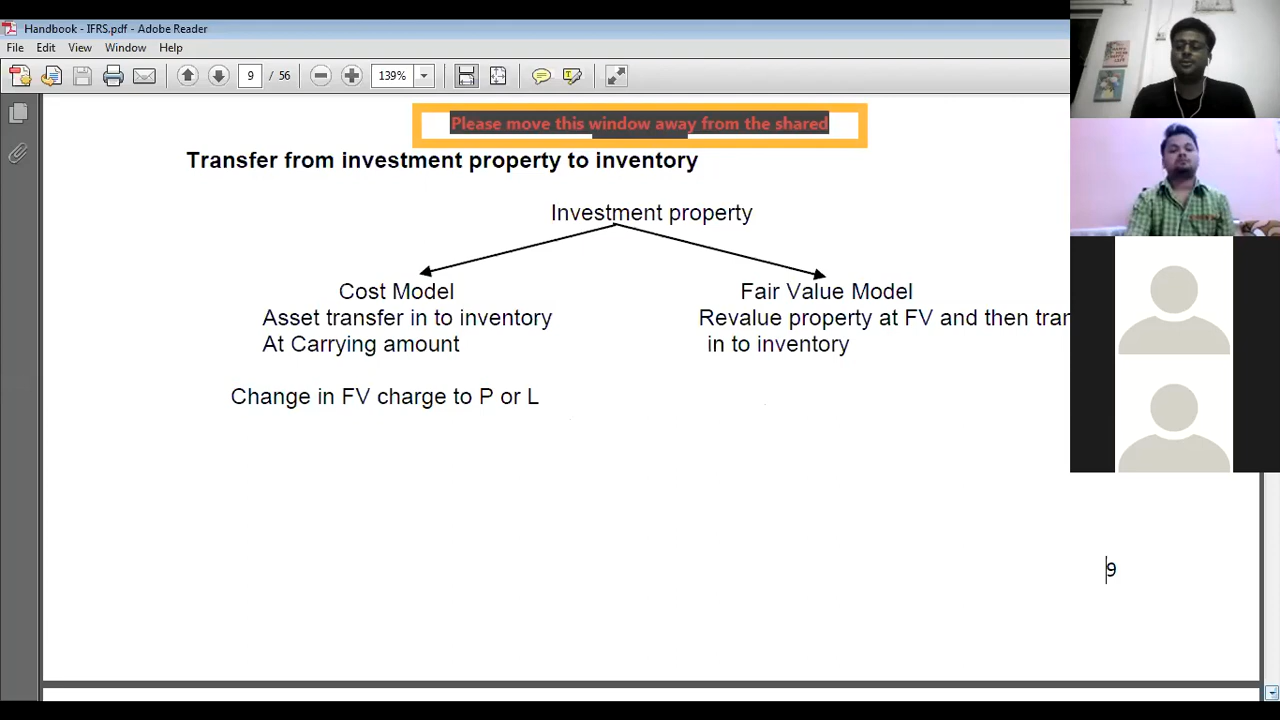 Handbook - IFRS.pdf - Adobe Reader
File Edit View Window Help
9 / 56 139%
Please move this window away from the shared
Transfer from investment property to inventory
Investment property
Cost Model
Asset transfer in to inventory
At Carrying amount
Change in FV charge to P or L
Fair Value Model
Revalue property at FV and then tran
in to inventory
9